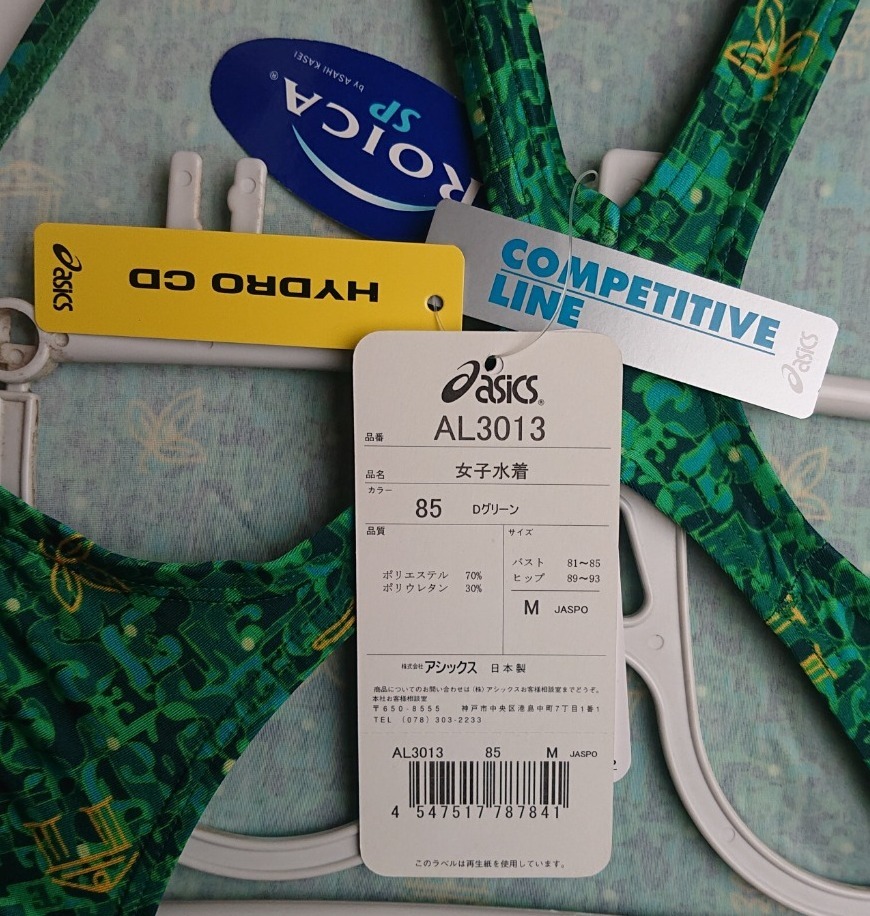 ROICA
SP
by ASAHI KASEI
®
HYDRO CD
asics
COMPETITIVE
LINE
asics
asics®
品番 AL3013
品名 女子水着
カラー
85 Dグリーン
品質
ポリエステル 70%
ポリウレタン 30%
サイズ
バスト 81〜85
ヒップ 89〜93
M JASPO
株式会社 アシックス 日本製
商品についてのお問い合わせは(株)アシックスお客様相談室までどうぞ。
本社お客様相談室
〒650-8555 神戸市中央区港島中町7丁目1番1
TEL (078) 303-2233
AL3013 85 M JASPO
4 547517 787841
このラベルは再生紙を使用しています。